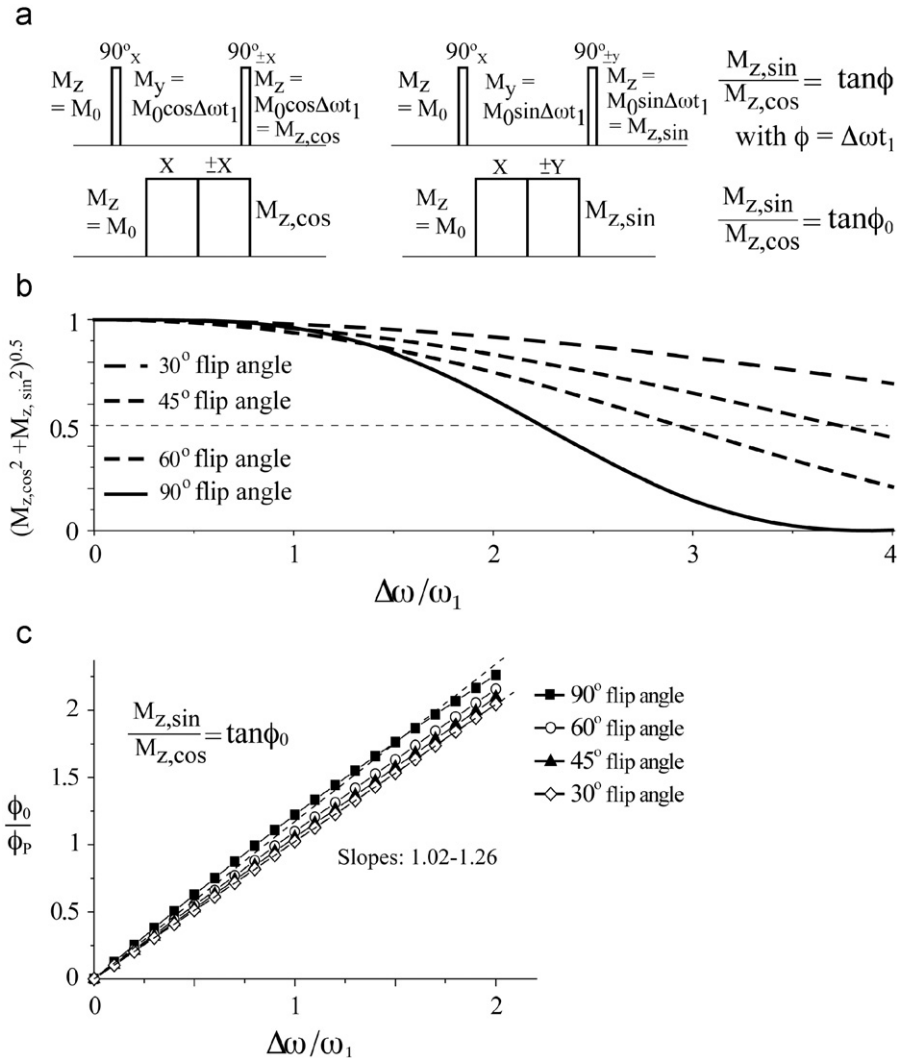 a
90°X
90°±X
MZ = M0
My = M0cosΔωt1
MZ = M0cosΔωt1 = MZ,cos
90°X
90°±y
MZ = M0
My = M0sinΔωt1
MZ = M0sinΔωt1 = MZ,sin
MZ,sin / MZ,cos = tanϕ
with ϕ = Δωt1
X ±X
MZ = M0
MZ,cos
X ±Y
MZ = M0
MZ,sin
MZ,sin / MZ,cos = tanϕ0
b
(MZ,cos² + MZ, sin²)^0.5
1
0.5
0
30° flip angle
45° flip angle
60° flip angle
90° flip angle
0 1 2 3 4
Δω/ω1
c
ϕ0 / ϕP
2
1.5
1
0.5
0
MZ,sin / MZ,cos = tanϕ0
Slopes: 1.02-1.26
90° flip angle
60° flip angle
45° flip angle
30° flip angle
0 1 2
Δω/ω1